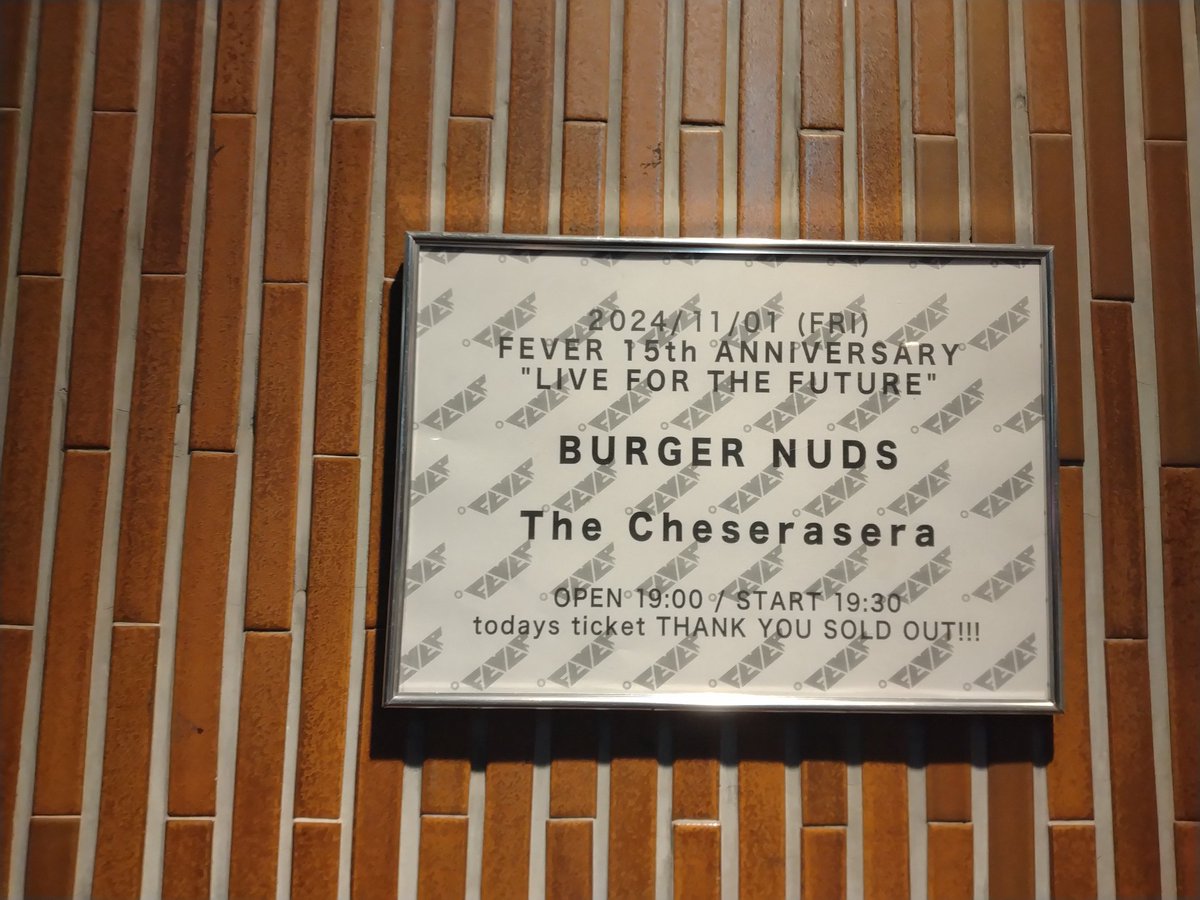 2024/11/01 (FRI)
FEVER 15th ANNIVERSARY
"LIVE FOR THE FUTURE"
BURGER NUDS
The Cheserasera
OPEN 19:00 / START 19:30
todays ticket THANK YOU SOLD OUT!!!